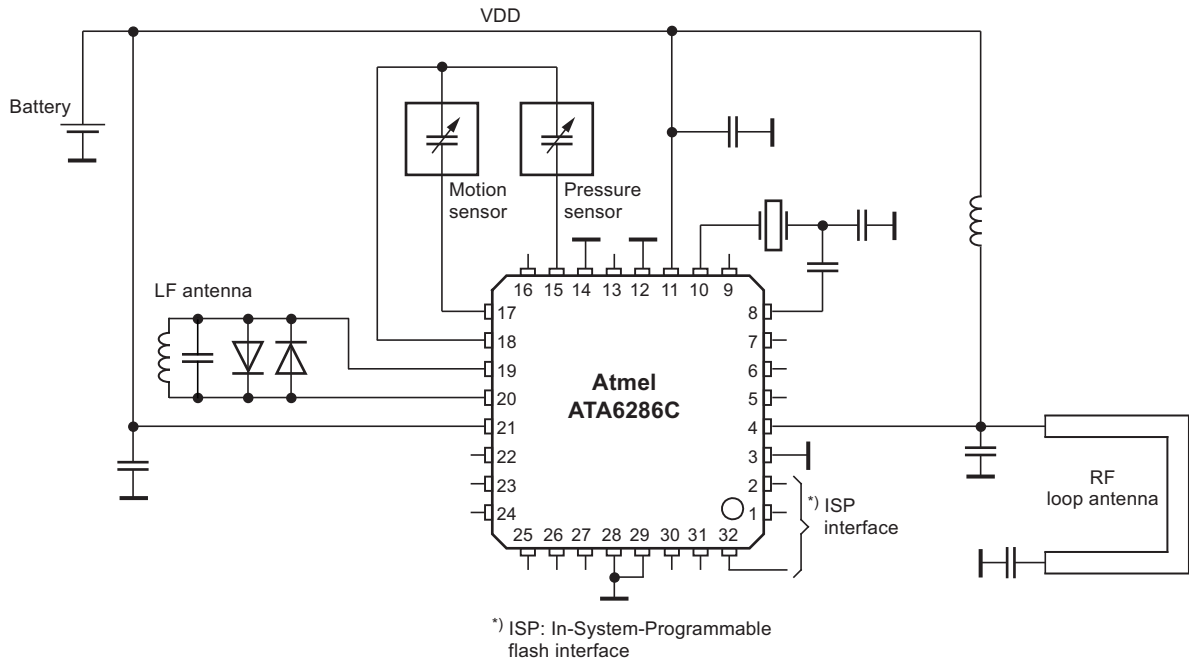 VDD
Battery
Motion
sensor
Pressure
sensor
LF antenna
16 15 14 13 12 11 10 9
17
18
19
20
21
22
23
24
8
7
6
5
4
3
2
1
Atmel
ATA6286C
25 26 27 28 29 30 31 32
*) ISP
interface
RF
loop antenna
*) ISP: In-System-Programmable
flash interface